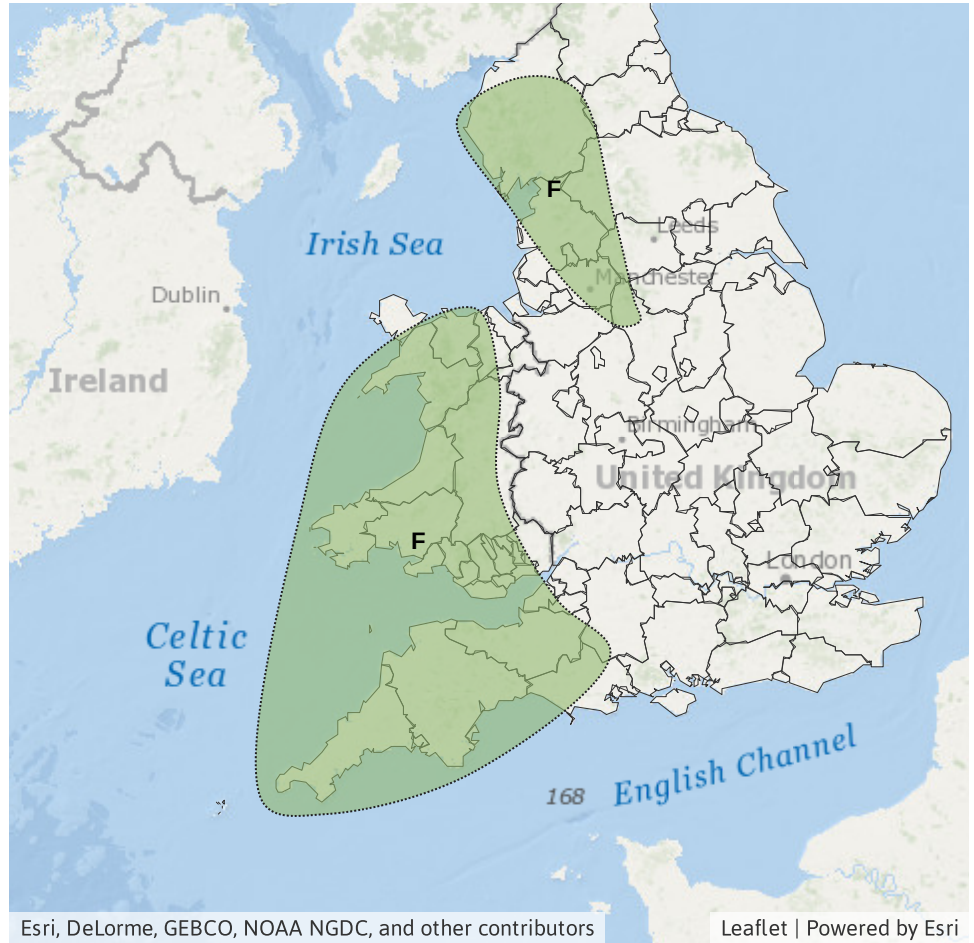 F
Leeds
Irish Sea
Manchester
Dublin
Ireland
Birmingham
United Kingdom
F
London
Celtic
Sea
English Channel
168
Esri, DeLorme, GEBCO, NOAA NGDC, and other contributors
Leaflet | Powered by Esri